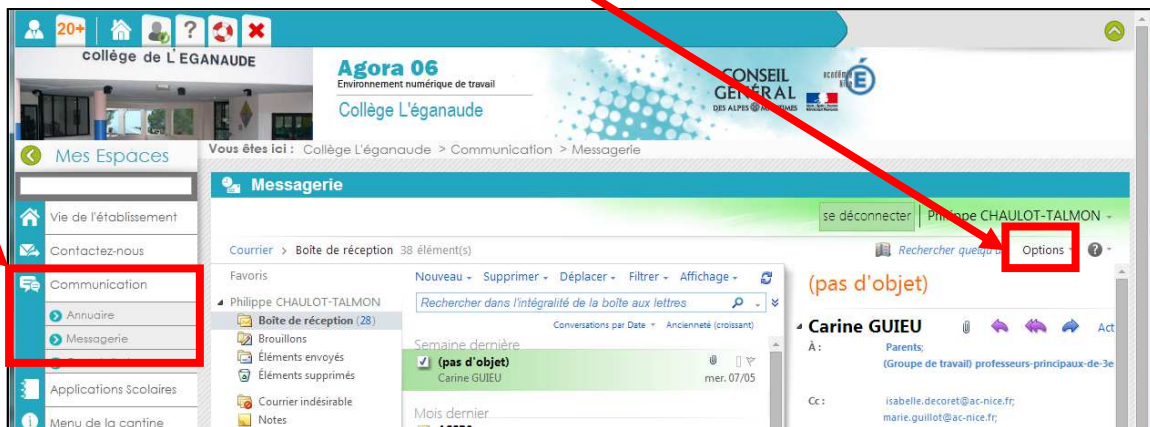 20+
?
collège de L'EGANAUDE
Agora 06
Environnement numérique de travail
Collège L'éganaude
CONSEIL
GÉNÉRAL
DES ALPES MARITIMES
académie
Mes Espaces
Vous êtes ici : Collège L'éganaude > Communication > Messagerie
Messagerie
Vie de l'établissement
Contactez-nous
Communication
Annuaire
Messagerie
Applications Scolaires
Menu de la cantine
se déconnecter
Philippe CHAULOT-TALMON
Courrier > Boîte de réception 38 élément(s)
Rechercher
Options
?
Favoris
Philippe CHAULOT-TALMON
Boîte de réception (28)
Brouillons
Éléments envoyés
Éléments supprimés
Courrier indésirable
Notes
Nouveau Supprimer Déplacer Filtrer Affichage
Rechercher dans l'intégralité de la boîte aux lettres
Conversations par Date Ancienneté (croissant)
Semaine dernière
(pas d'objet)
Carine GUIEU mer. 07/05
Mois dernier
(pas d'objet)
Carine GUIEU
Act
À : Parents;
(Groupe de travail) professeurs-principaux-de-3e
Cc : isabelle.decoret@ac-nice.fr;
marie.guillot@ac-nice.fr;